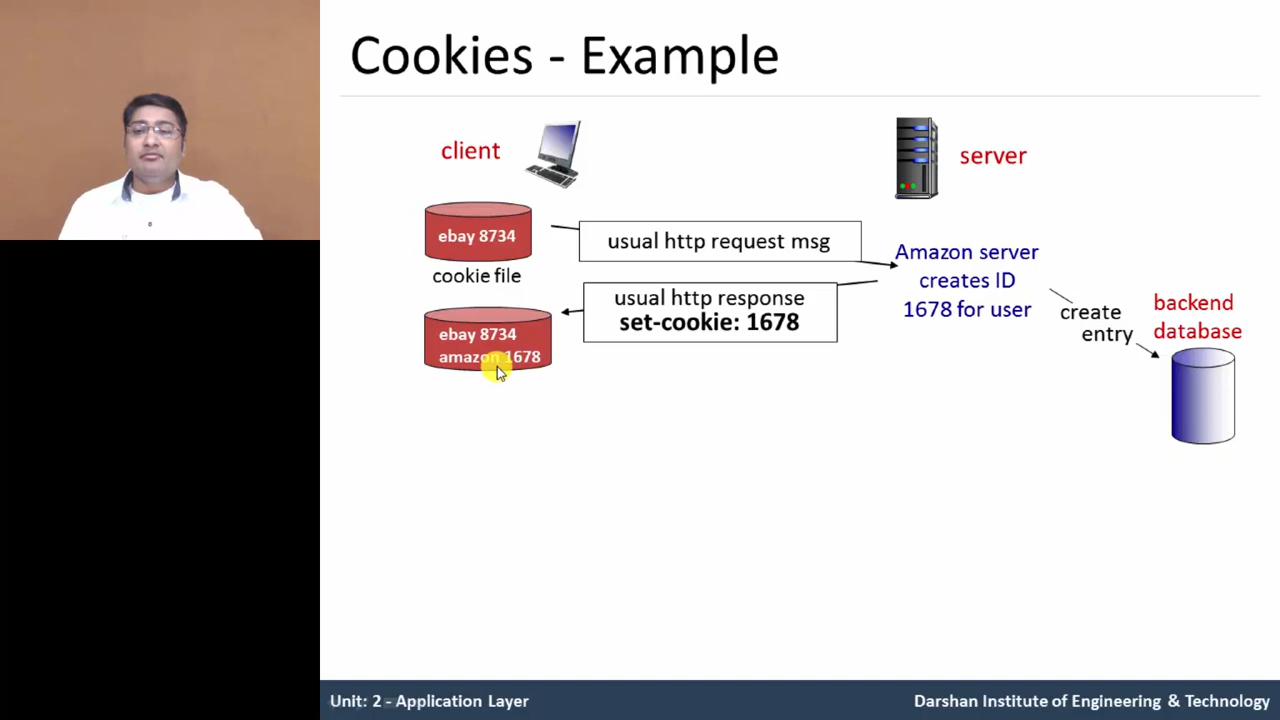 Cookies - Example
client
server
ebay 8734
usual http request msg
cookie file
Amazon server
creates ID
1678 for user
usual http response
set-cookie: 1678
create
entry
backend
database
ebay 8734
amazon 1678
Unit: 2 - Application Layer
Darshan Institute of Engineering & Technology